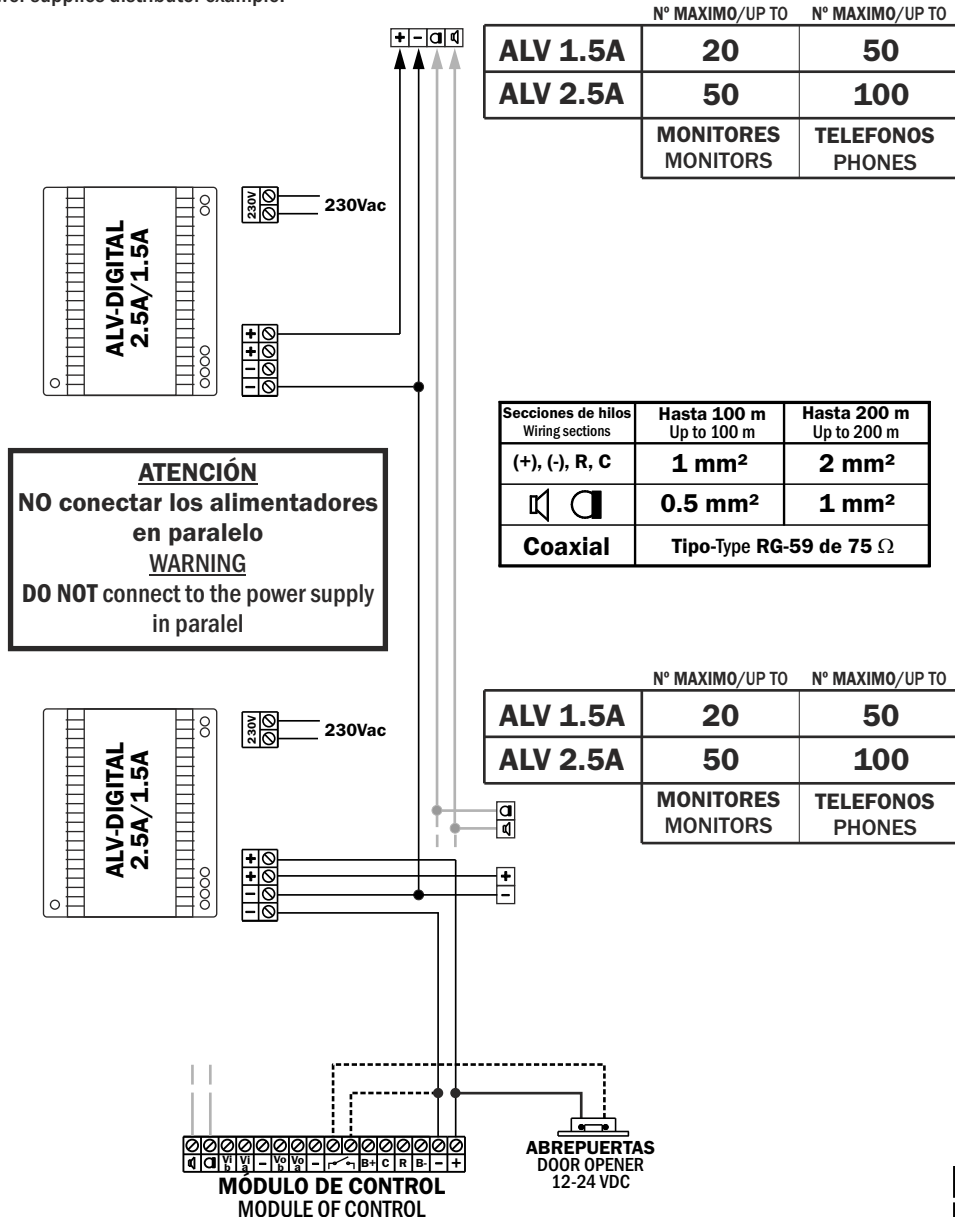 Nº MAXIMO/UP TO Nº MAXIMO/UP TO
ALV 1.5A 20 50
ALV 2.5A 50 100
MONITORES TELEFONOS
MONITORS PHONES
+ -
230V
230Vac
ALV-DIGITAL
2.5A/1.5A
+
+
-
-
Secciones de hilos Hasta 100 m Hasta 200 m
Wiring sections Up to 100 m Up to 200 m
(+), (-), R, C 1 mm² 2 mm²
0.5 mm² 1 mm²
Coaxial Tipo-Type RG-59 de 75 Ω
ATENCIÓN
NO conectar los alimentadores
en paralelo
WARNING
DO NOT connect to the power supply
in paralel
Nº MAXIMO/UP TO Nº MAXIMO/UP TO
ALV 1.5A 20 50
ALV 2.5A 50 100
MONITORES TELEFONOS
MONITORS PHONES
230V
230Vac
ALV-DIGITAL
2.5A/1.5A
+
+
-
-
+
-
Vi b Vi a - Vo b Vo a - B+ C R B- - +
MÓDULO DE CONTROL
MODULE OF CONTROL
ABREPUERTAS
DOOR OPENER
12-24 VDC